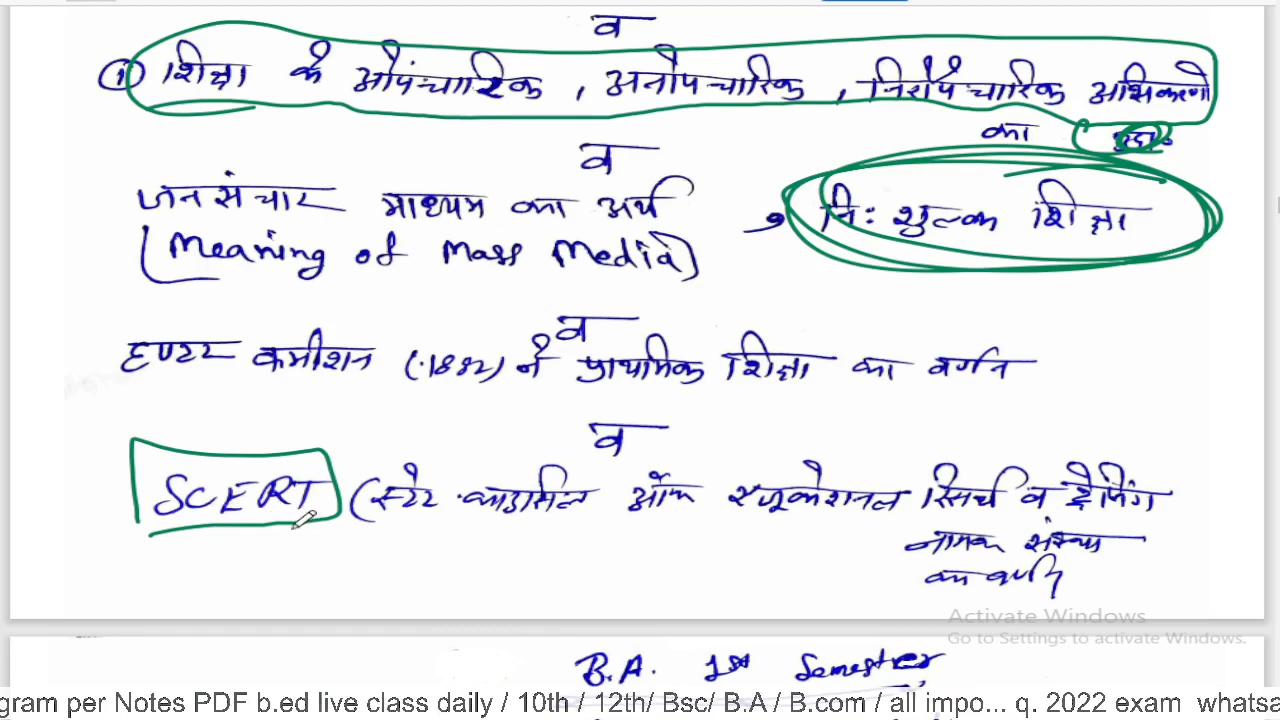 व
① शिक्षा के औपचारिक , अनौपचारिक , निरौपचारिक अभिकरणो
का
व
जनसंचार माध्यम का अर्थ , निः शुल्क शिक्षा
(Meaning of Mass Media)
व
हण्टर कमीशन (1882) ने प्राथमिक शिक्षा का वर्णन
व
SCERT (स्टेट काउंसिल ऑफ एजूकेशनल रिसर्च व ट्रैनिंग
नामक संस्था
का वर्णन
Activate Windows
Go to Settings to activate Windows.
B.A. 1st Semester
gram per Notes PDF b.ed live class daily / 10th / 12th/ Bsc/ B.A / B.com / all impo... q. 2022 exam whatsa